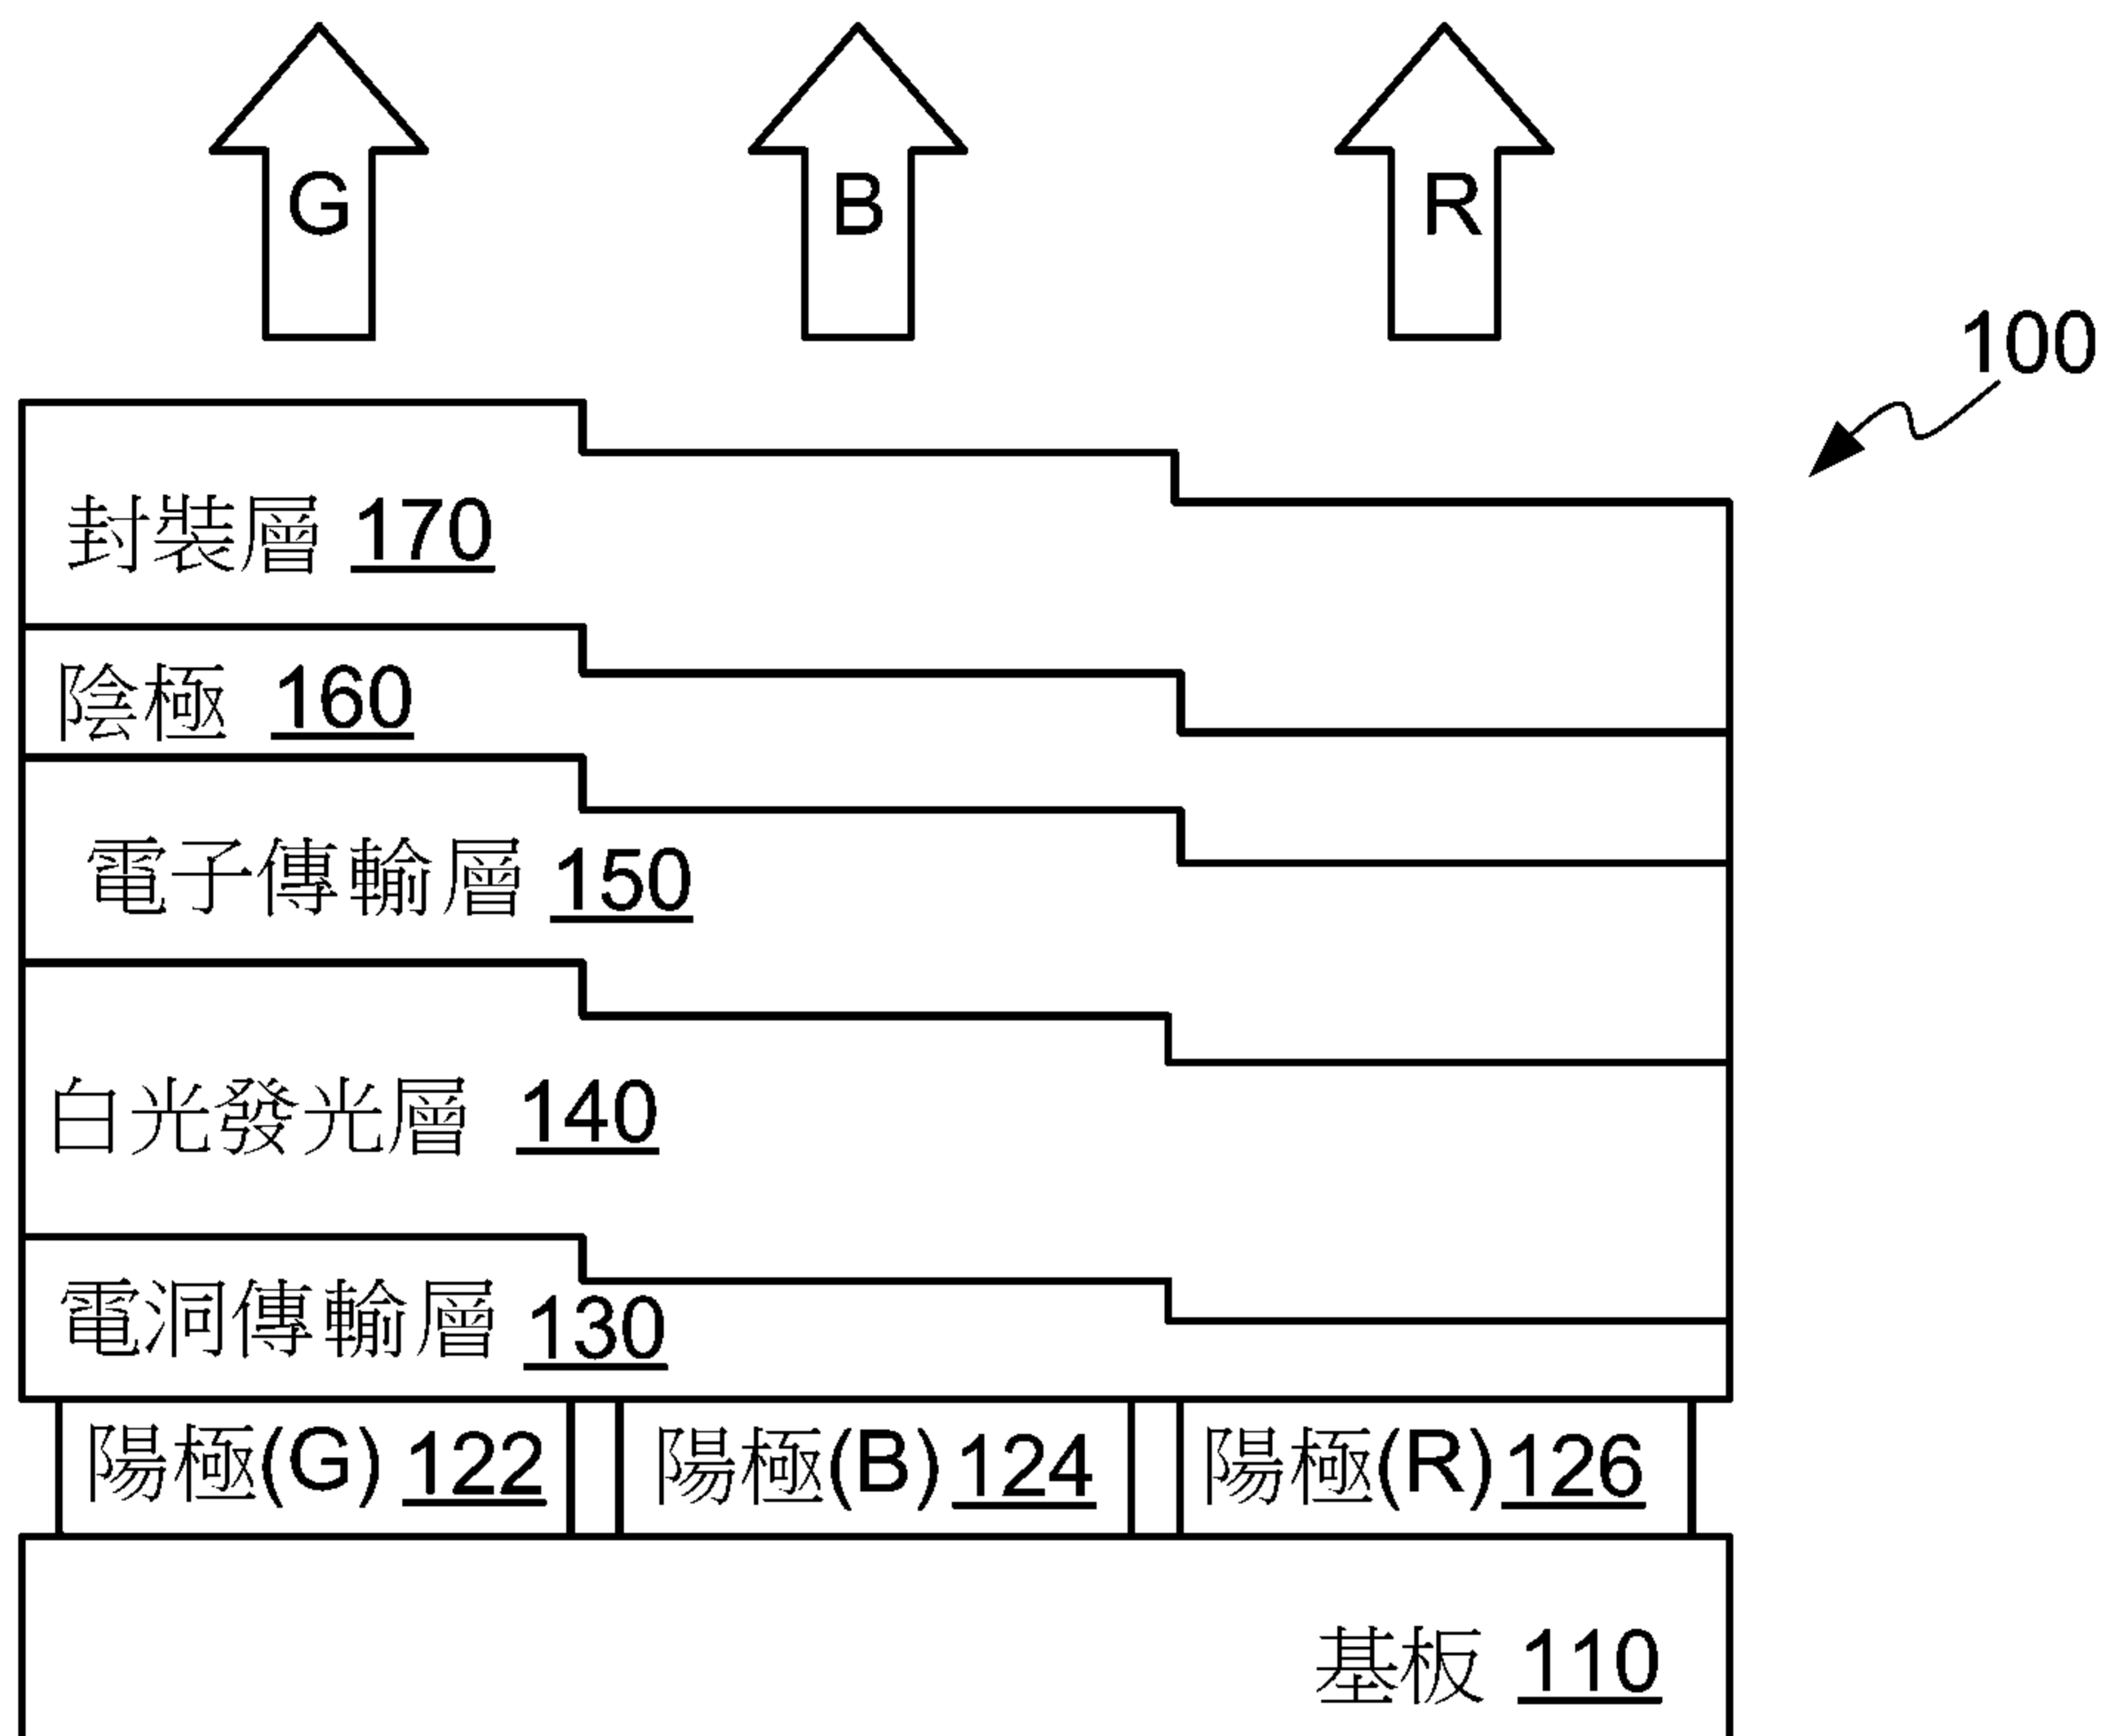 G B R
100
封裝層 170
陰極 160
電子傳輸層 150
白光發光層 140
電洞傳輸層 130
陽極(G) 122 陽極(B) 124 陽極(R) 126
基板 110